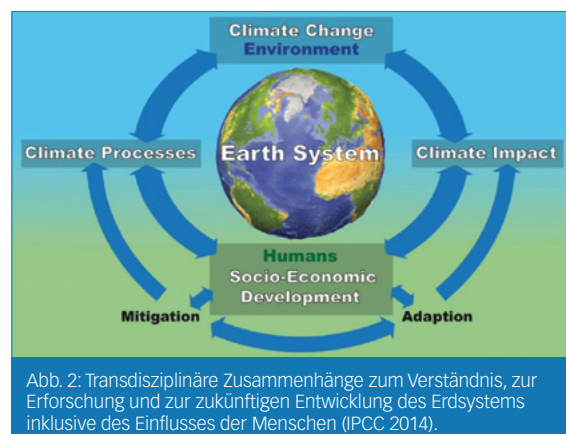 Climate Change
Environment
Climate Processes
Earth System
Climate Impact
Humans
Socio-Economic
Development
Mitigation
Adaption
Abb. 2: Transdisziplinäre Zusammenhänge zum Verständnis, zur
Erforschung und zur zukünftigen Entwicklung des Erdsystems
inklusive des Einflusses der Menschen (IPCC 2014).